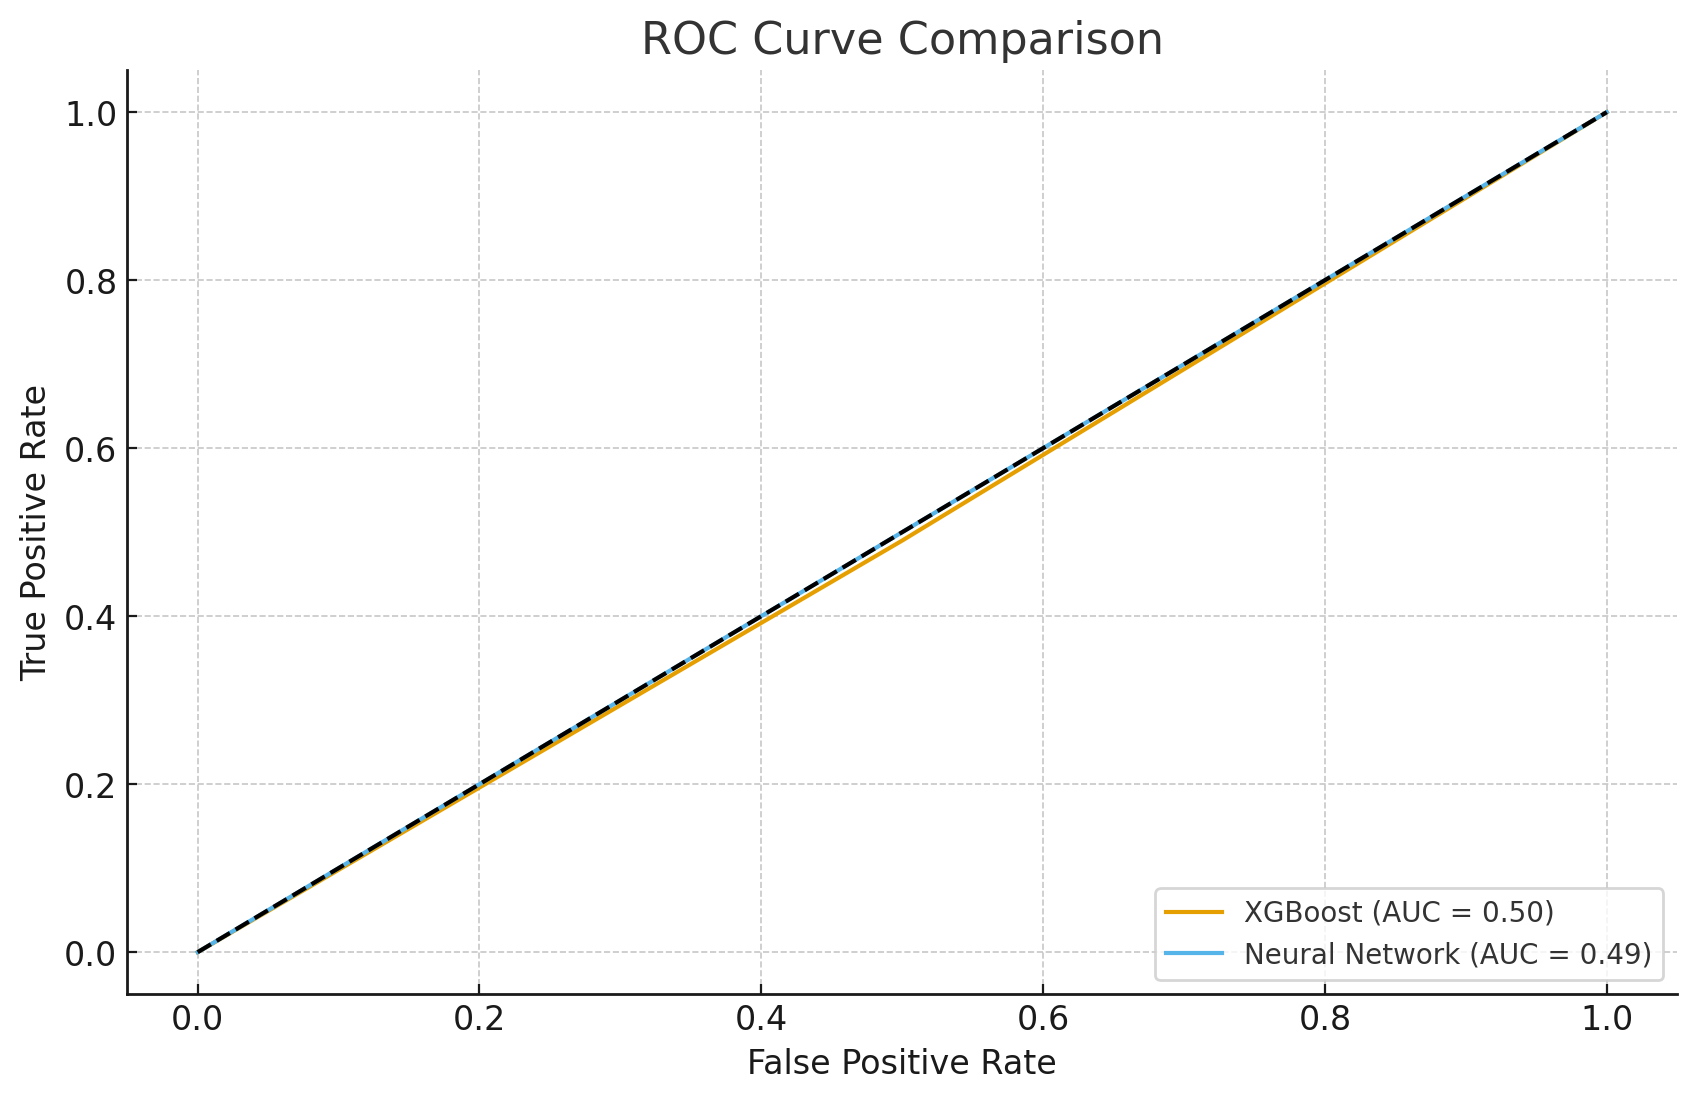 ROC Curve Comparison
True Positive Rate
1.0
0.8
0.6
0.4
0.2
0.0
XGBoost (AUC = 0.50)
Neural Network (AUC = 0.49)
0.0 0.2 0.4 0.6 0.8 1.0
False Positive Rate